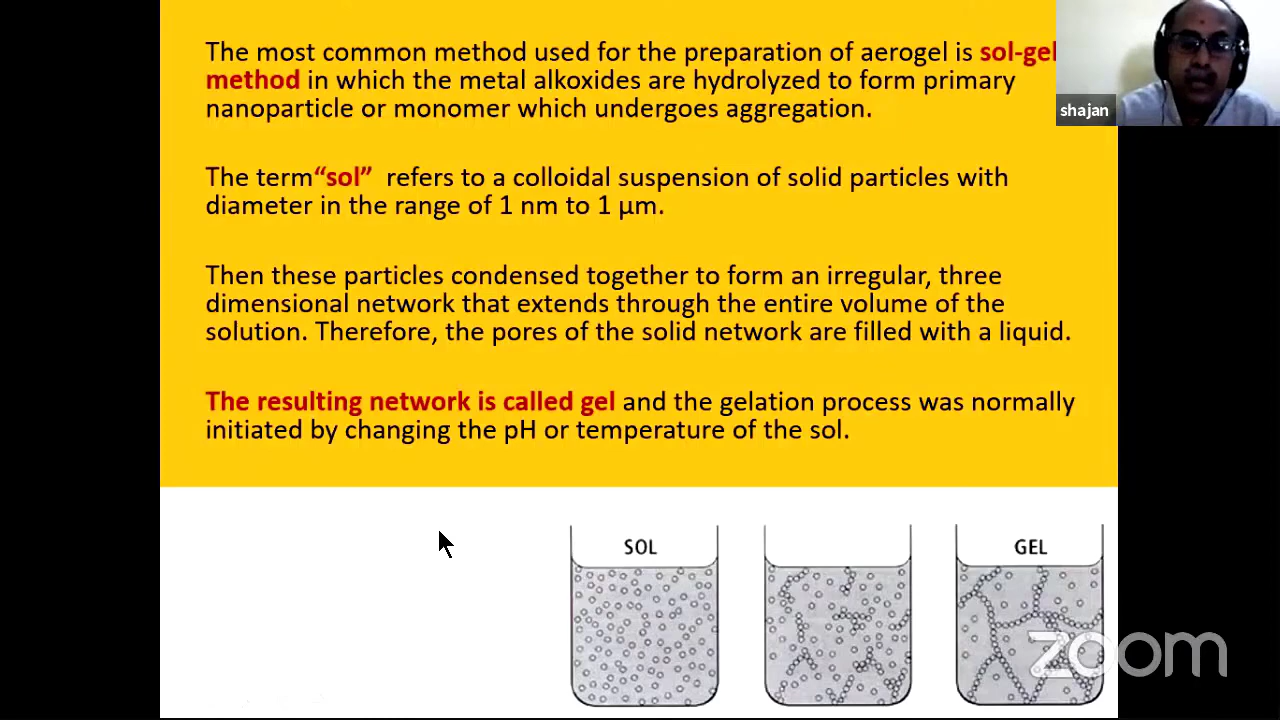 The most common method used for the preparation of aerogel is sol-gel
method in which the metal alkoxides are hydrolyzed to form primary
nanoparticle or monomer which undergoes aggregation.
shajan
The term“sol” refers to a colloidal suspension of solid particles with
diameter in the range of 1 nm to 1 µm.
Then these particles condensed together to form an irregular, three
dimensional network that extends through the entire volume of the
solution. Therefore, the pores of the solid network are filled with a liquid.
The resulting network is called gel and the gelation process was normally
initiated by changing the pH or temperature of the sol.
SOL
GEL
zoom